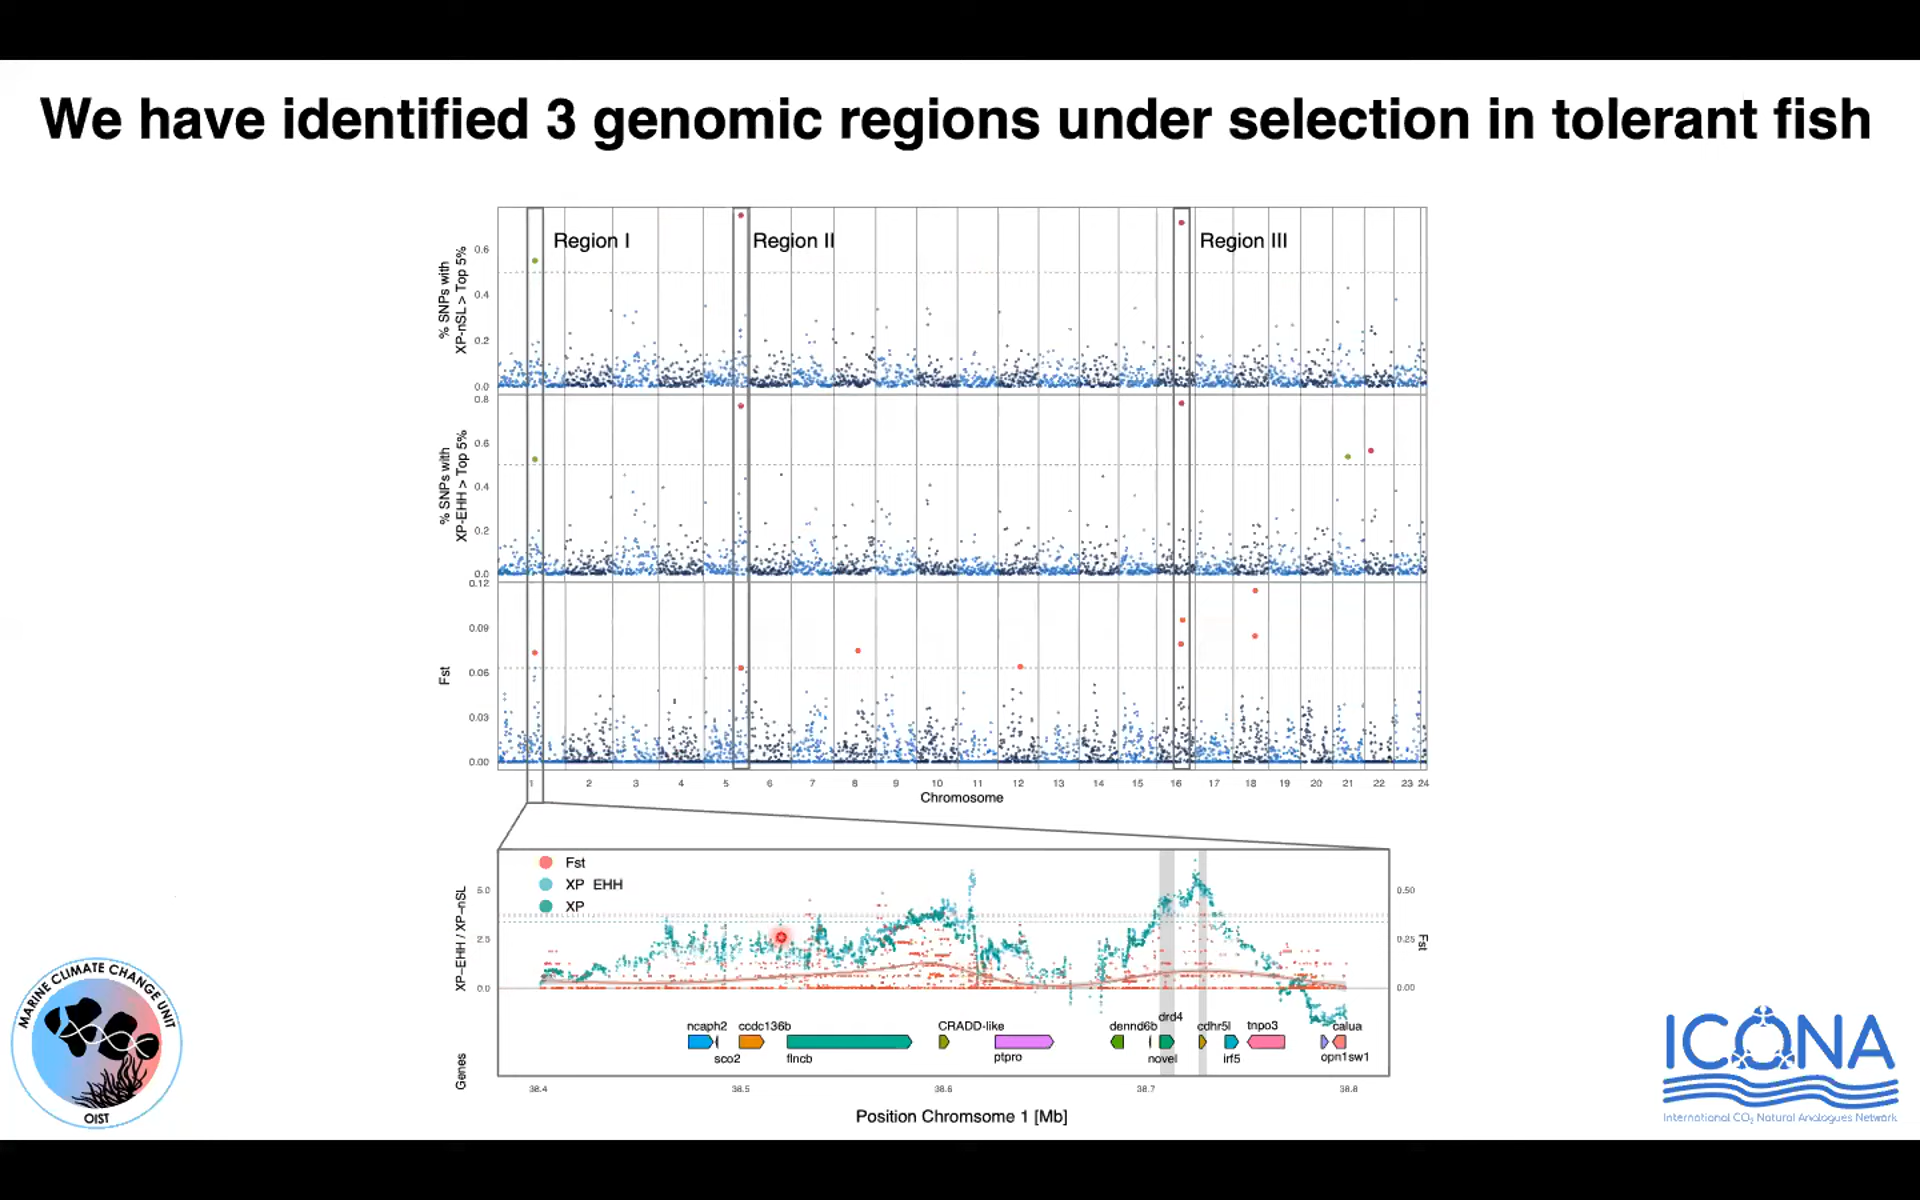 We have identified 3 genomic regions under selection in tolerant fish
Region I
Region II
Region III
% SNPs with
XP-nSL > Top 5%
0.6
0.4
0.2
0.0
% SNPs with
XP-EHH > Top 5%
0.8
0.6
0.4
0.2
0.0
Fst
0.12
0.09
0.06
0.03
0.00
1 2 3 4 5 6 7 8 9 10 11 12 13 14 15 16 17 18 19 20 21 22 23 24
Chromosome
Fst
XP EHH
XP
XP-EHH / XP-nSL
5.0
2.5
0.0
0.50
0.25
0.00
Fst
Genes
ncaph2 ccdc136b CRADD-like dennd6b drd4 cdhr5l tnpo3 calua
sco2 flncb ptpro novel irf5 opn1sw1
38.4 38.5 38.6 38.7 38.8
Position Chromsome 1 [Mb]
MARINE CLIMATE CHANGE UNIT
OIST
ICONA
International CO₂ Natural Analogues Network